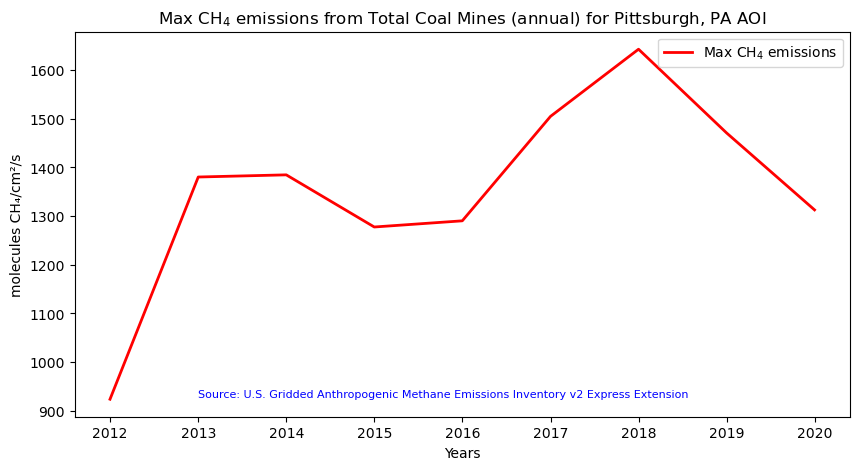 Max CH₄ emissions from Total Coal Mines (annual) for Pittsburgh, PA AOI
Max CH₄ emissions
molecules CH₄/cm²/s
1600
1500
1400
1300
1200
1100
1000
900
Source: U.S. Gridded Anthropogenic Methane Emissions Inventory v2 Express Extension
2012 2013 2014 2015 2016 2017 2018 2019 2020
Years